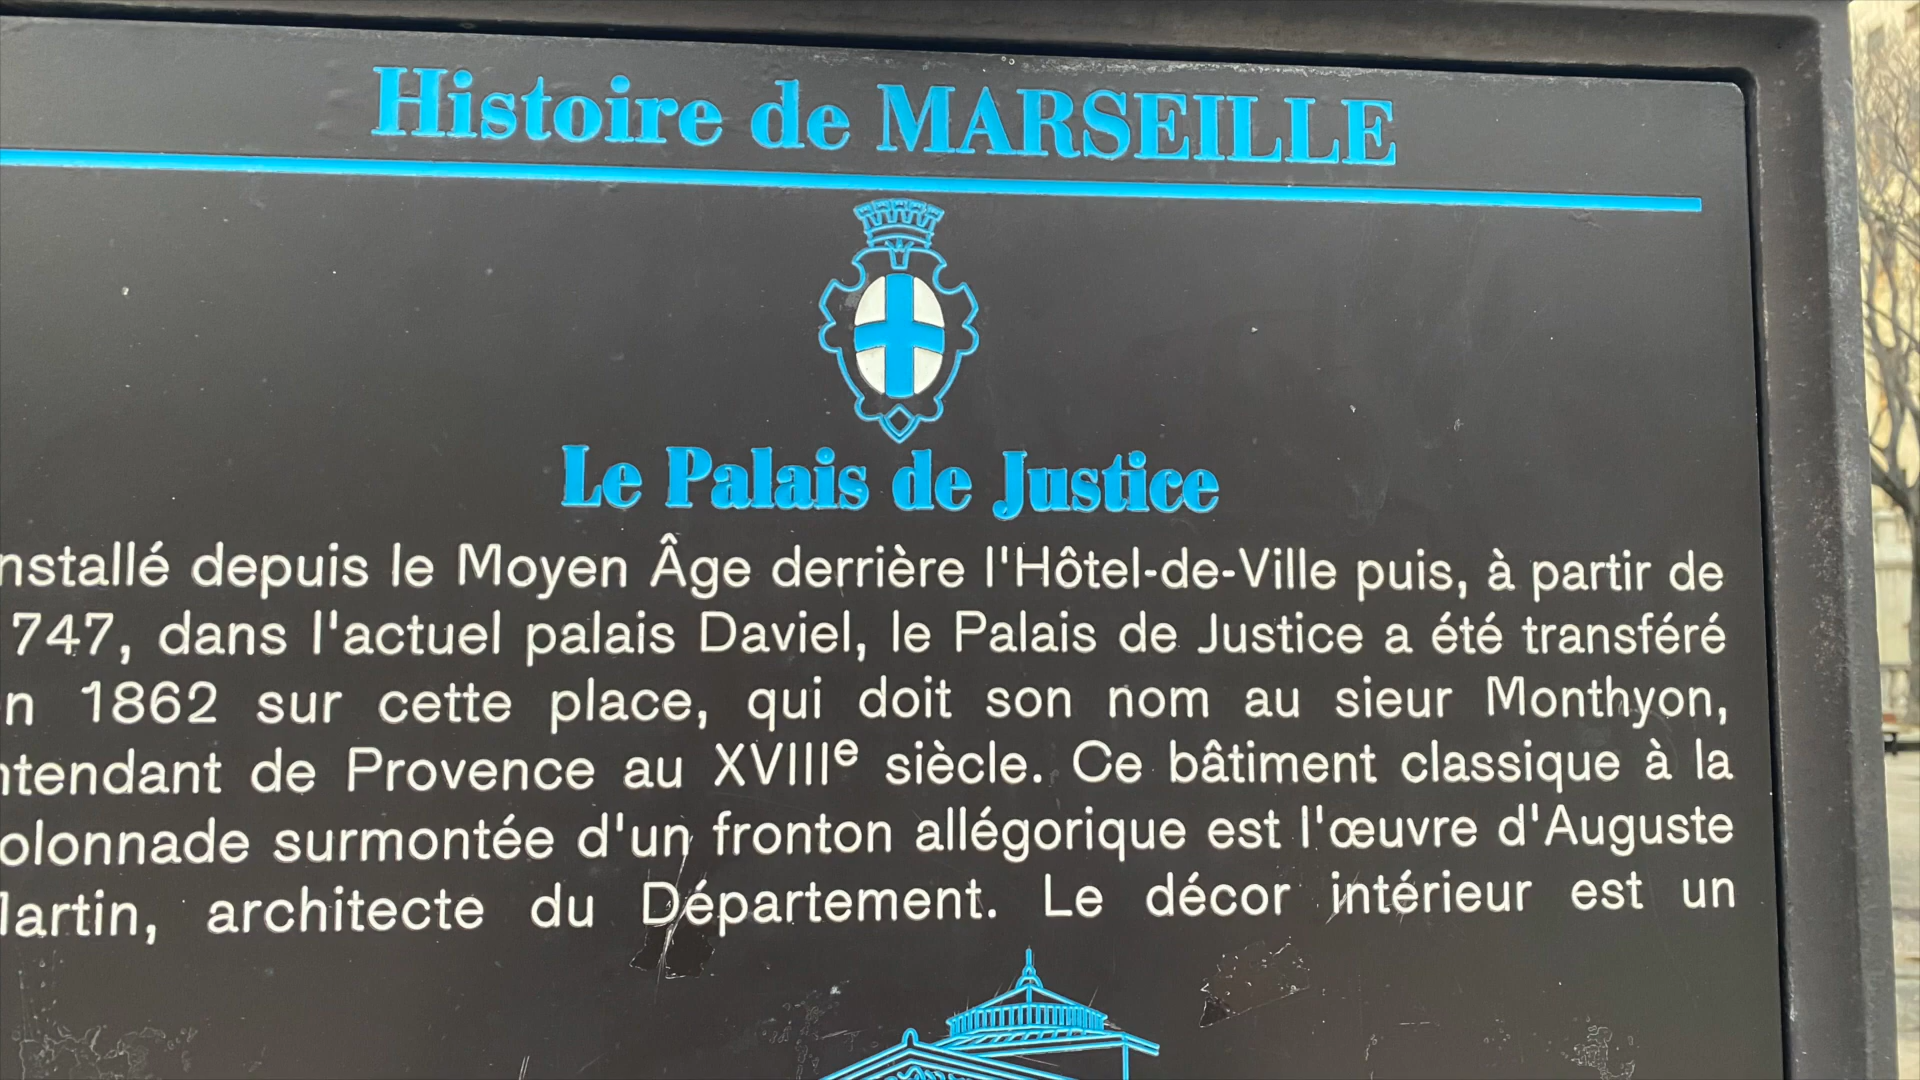 Histoire de MARSEILLE
Le Palais de Justice
nstallé depuis le Moyen Âge derrière l'Hôtel-de-Ville puis, à partir de
747, dans l'actuel palais Daviel, le Palais de Justice a été transféré
n 1862 sur cette place, qui doit son nom au sieur Monthyon,
ntendant de Provence au XVIIIe siècle. Ce bâtiment classique à la
olonnade surmontée d'un fronton allégorique est l'œuvre d'Auguste
artin, architecte du Département. Le décor intérieur est un